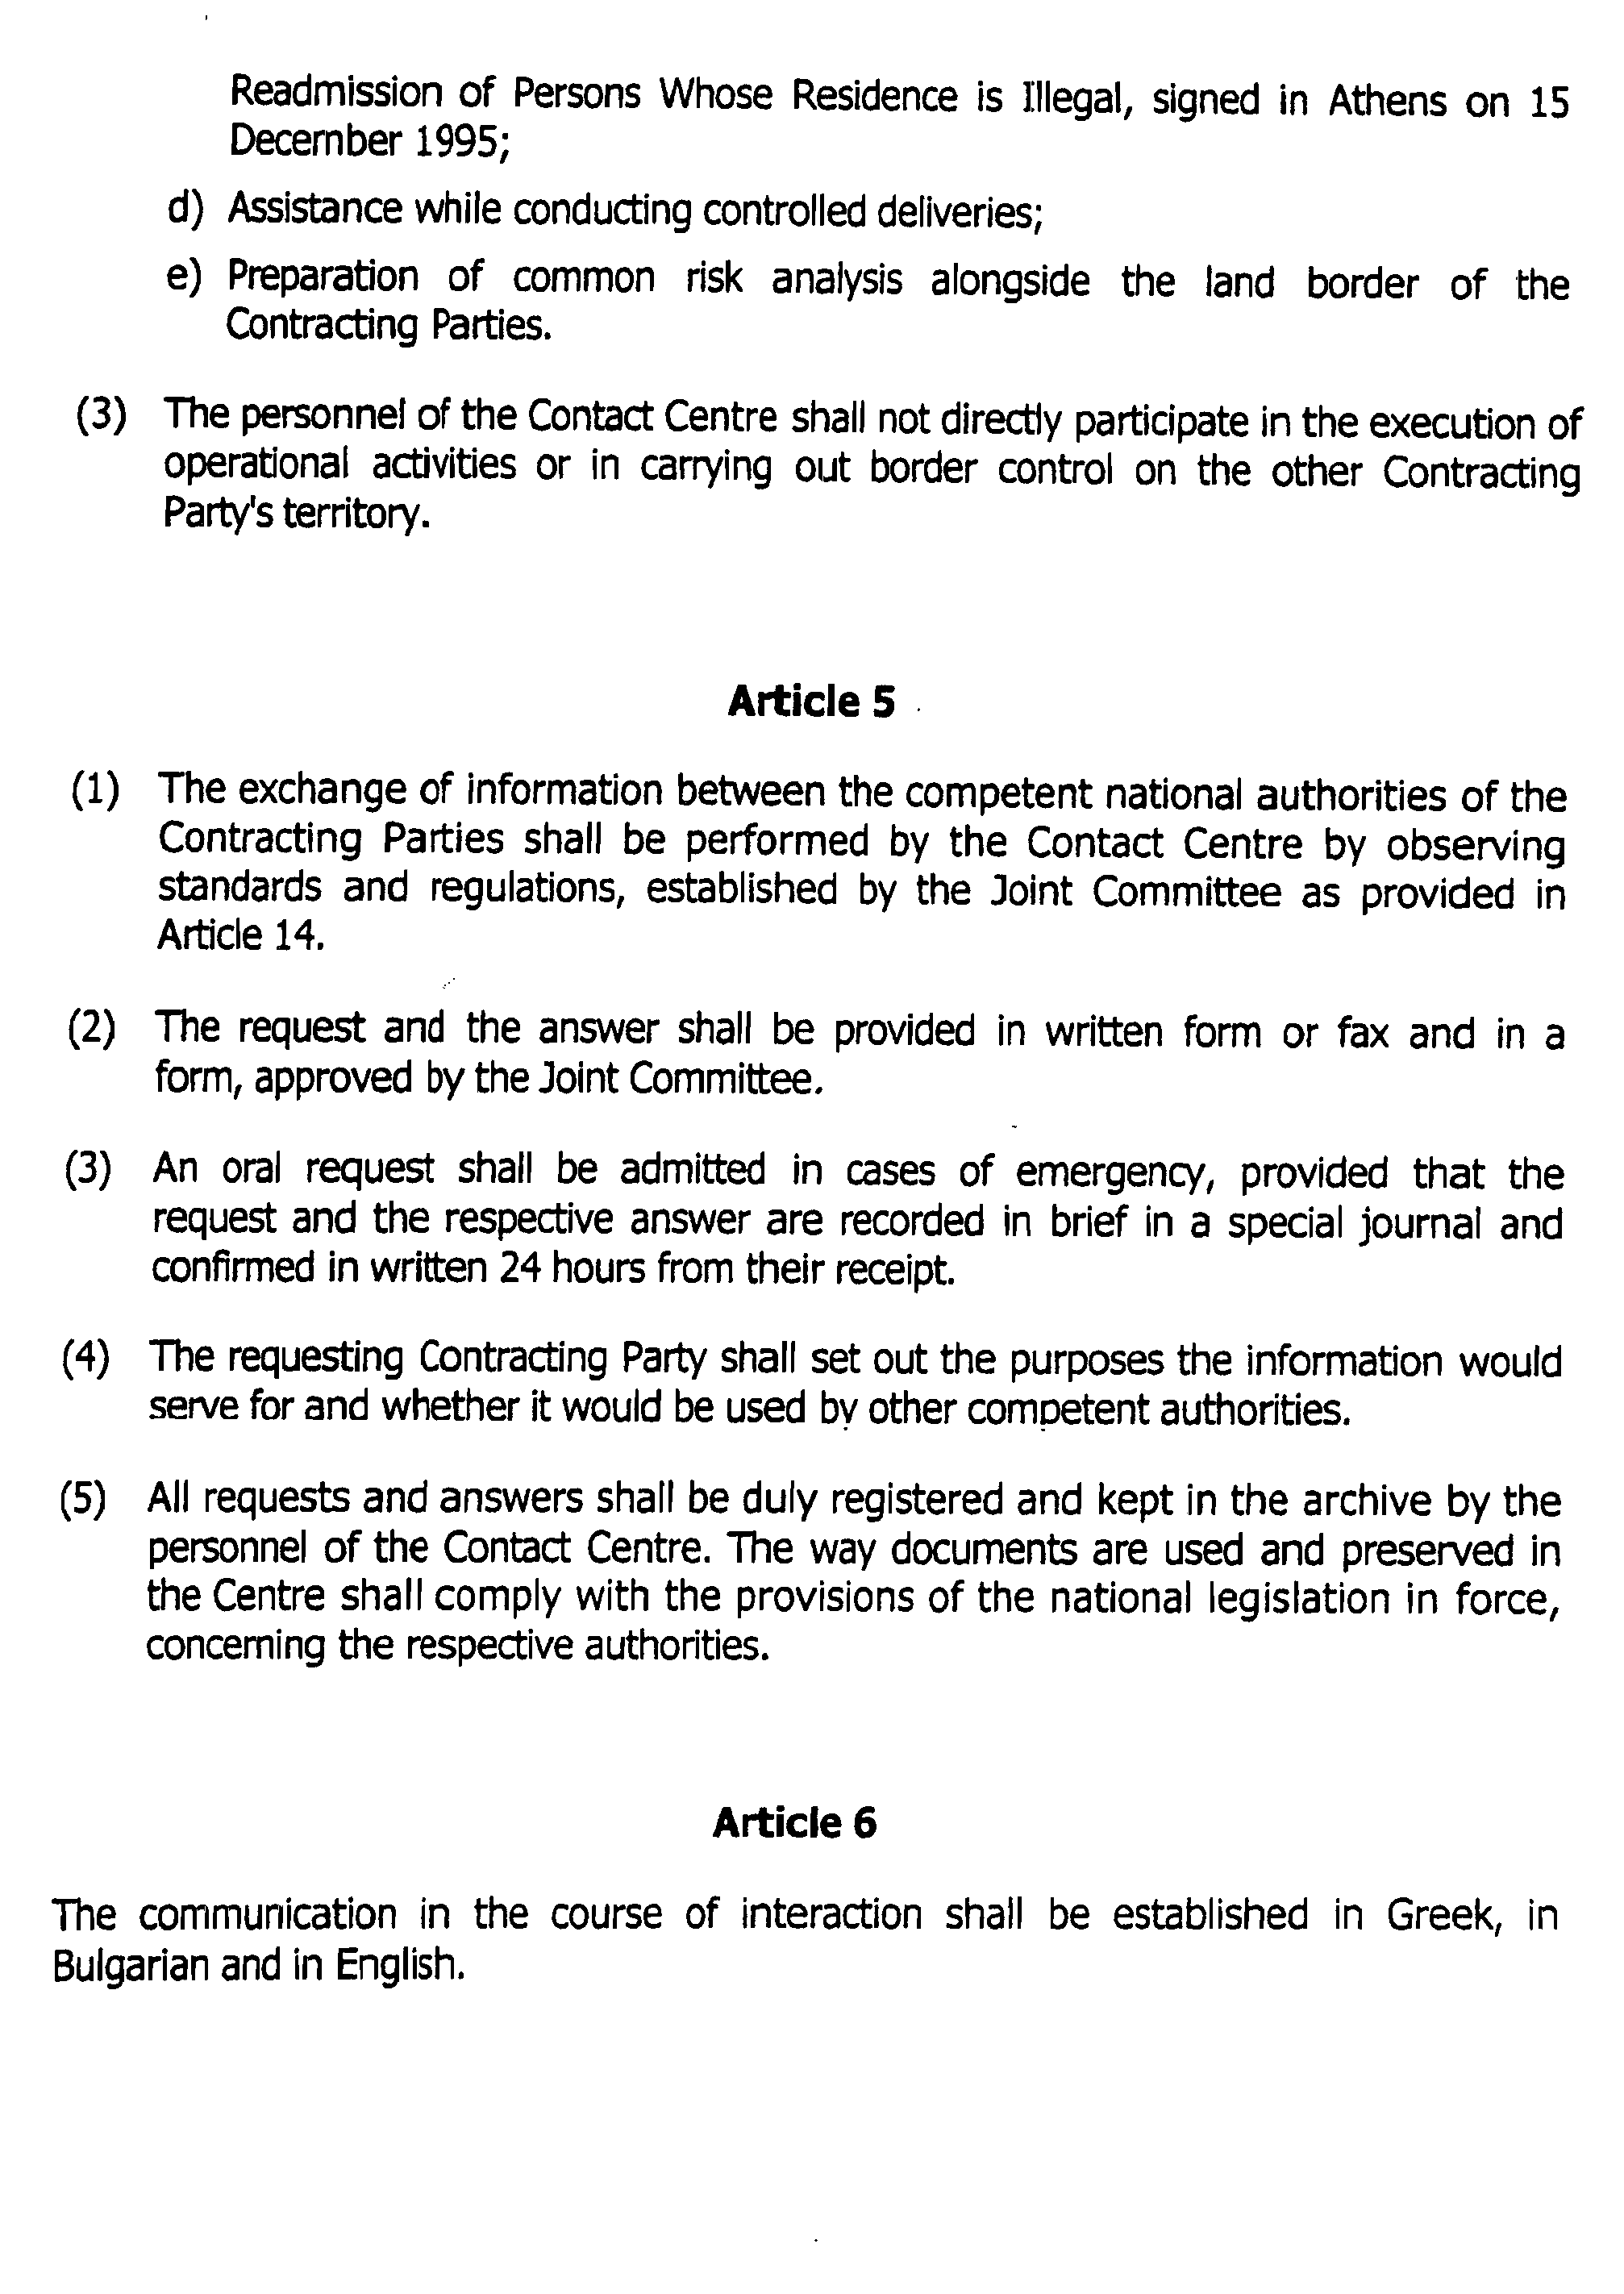 Readmission of Persons Whose Residence is Illegal, signed in Athens on 15
December 1995;
d) Assistance while conducting controlled deliveries;
e) Preparation of common risk analysis alongside the land border of the
Contracting Parties.
(3) The personnel of the Contact Centre shall not directly participate in the execution of
operational activities or in carrying out border control on the other Contracting
Party's territory.
Article 5
(1) The exchange of information between the competent national authorities of the
Contracting Parties shall be performed by the Contact Centre by observing
standards and regulations, established by the Joint Committee as provided in
Article 14.
(2) The request and the answer shall be provided in written form or fax and in a
form, approved by the Joint Committee.
(3) An oral request shall be admitted in cases of emergency, provided that the
request and the respective answer are recorded in brief in a special journal and
confirmed in written 24 hours from their receipt.
(4) The requesting Contracting Party shall set out the purposes the information would
serve for and whether it would be used by other competent authorities.
(5) All requests and answers shall be duly registered and kept in the archive by the
personnel of the Contact Centre. The way documents are used and preserved in
the Centre shall comply with the provisions of the national legislation in force,
concerning the respective authorities.
Article 6
The communication in the course of interaction shall be established in Greek, in
Bulgarian and in English.